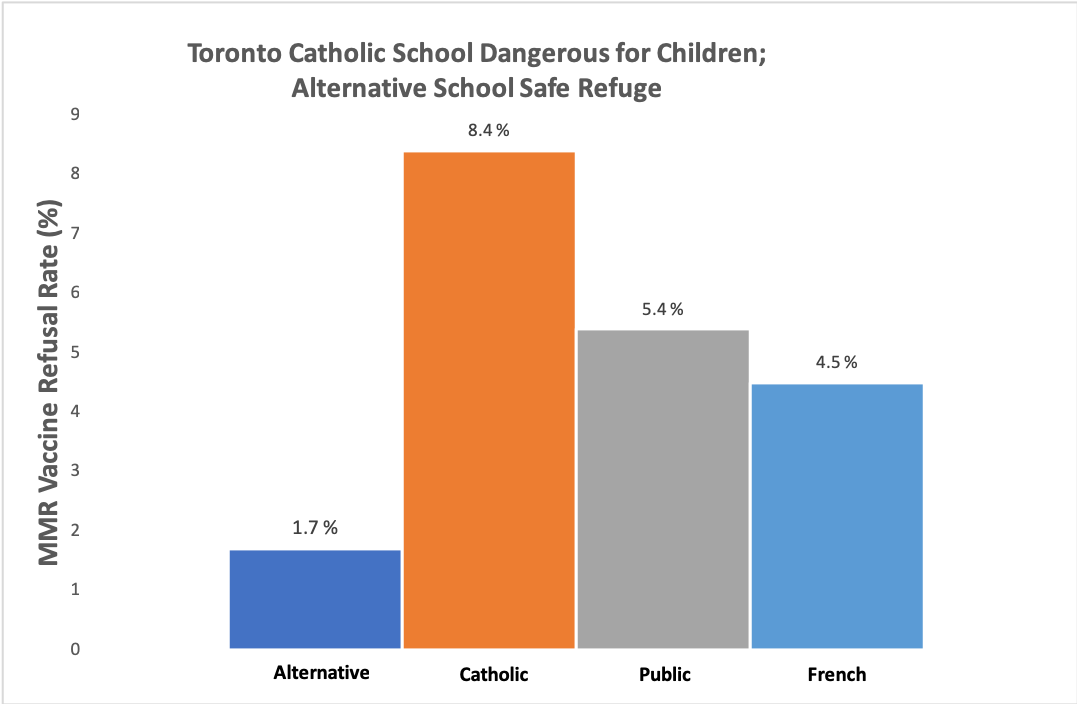 Toronto Catholic School Dangerous for Children;
Alternative School Safe Refuge
MMR Vaccine Refusal Rate (%)
9
8
7
6
5
4
3
2
1
0
1.7 %
8.4 %
5.4 %
4.5 %
Alternative
Catholic
Public
French